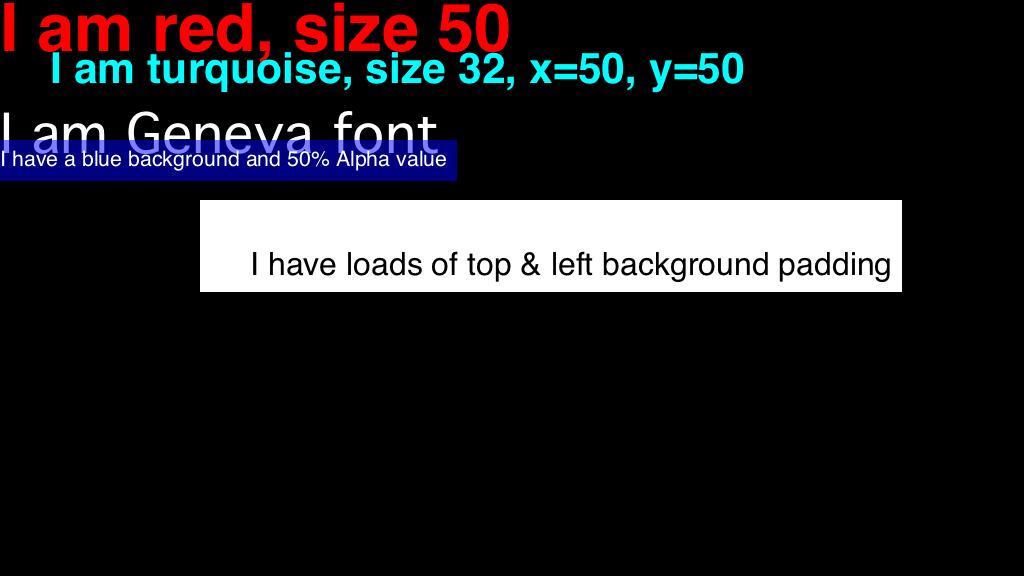 I am red, size 50
I am turquoise, size 32, x=50, y=50
I am Geneva font
I have a blue background and 50% Alpha value
I have loads of top & left background padding